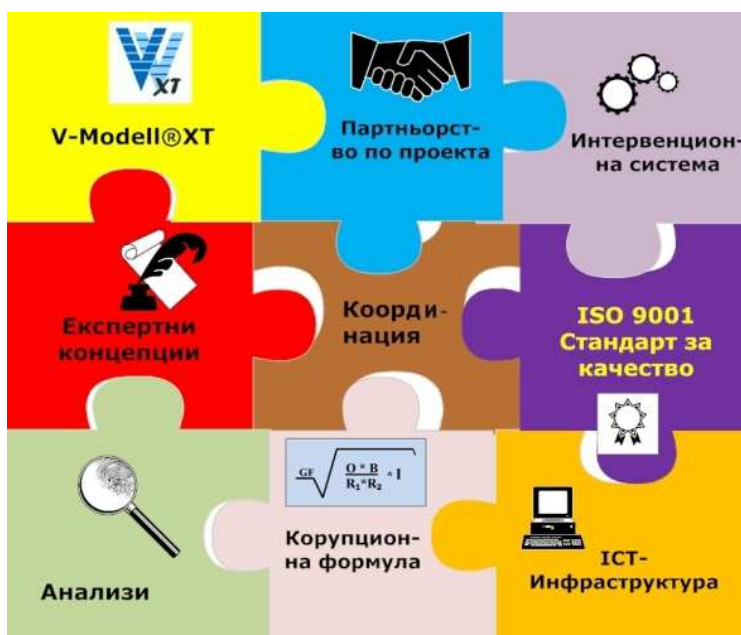 XT
V-Modell®XT
Партньорст-
во по проекта
Интервенцион-
на система
Експертни
концепции
Коорди-
нация
ISO 9001
Стандарт за
качество
GF√ O * B / R₁*R₂ * I
Корупцион-
на формула
Анализи
ICT-
Инфраструктура